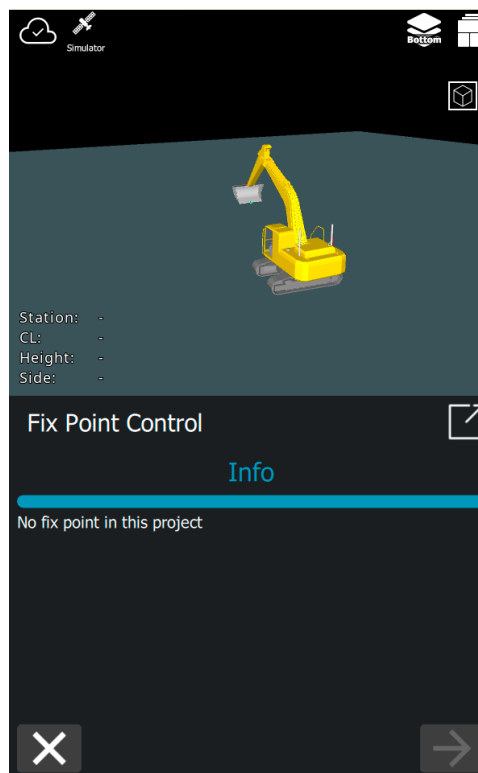 Simulator
Bottom
Station: -
CL: -
Height: -
Side: -
Fix Point Control
Info
No fix point in this project